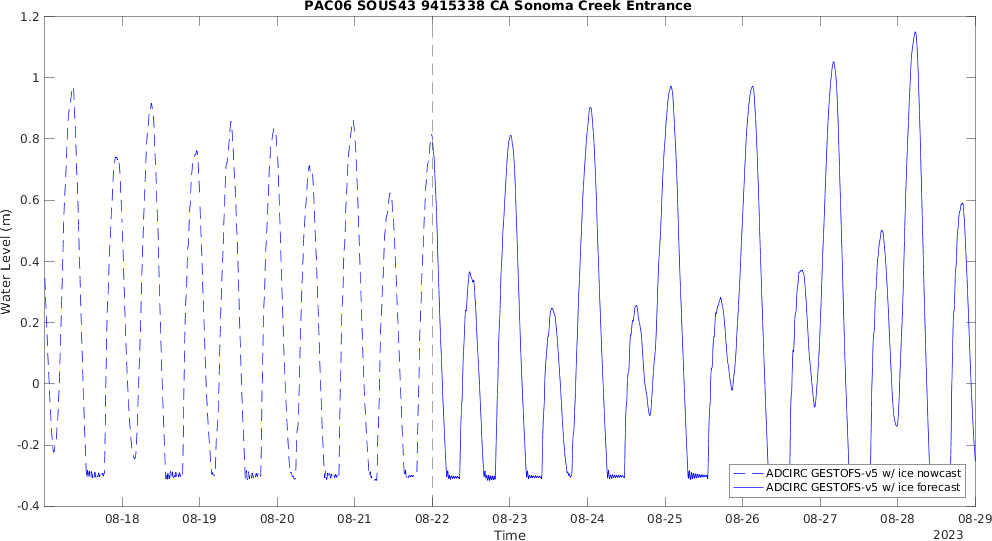 PAC06 SOUS43 9415338 CA Sonoma Creek Entrance
1.2
1
0.8
0.6
0.4
0.2
0
-0.2
-0.4
Water Level (m)
ADCIRC GESTOFS-v5 w/ ice nowcast
ADCIRC GESTOFS-v5 w/ ice forecast
08-18 08-19 08-20 08-21 08-22 08-23 08-24 08-25 08-26 08-27 08-28 08-29
Time
2023